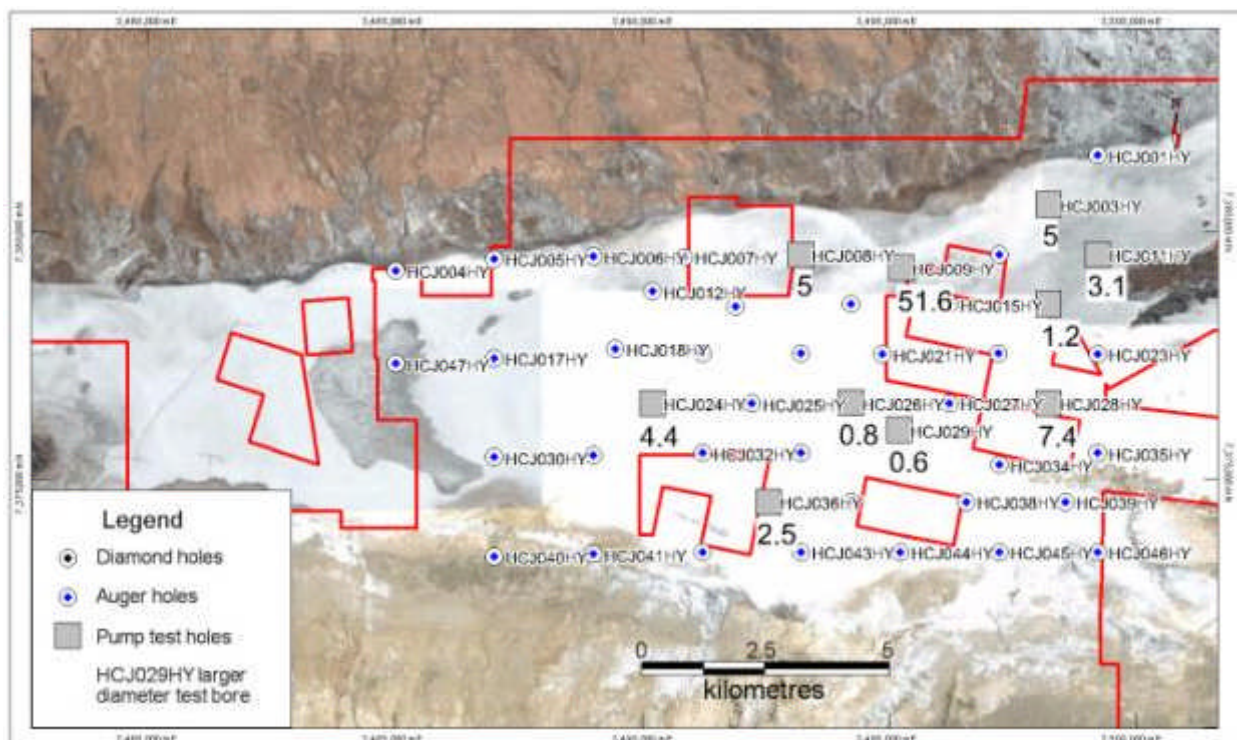 HCJ001HY
HCJ003HY
5
HCJ004HY
HCJ005HY
HCJ006HY
HCJ007HY
HCJ008HY
5
HCJ009HY
51.6
HCJ011HY
3.1
HCJ012HY
HCJ015HY
1.2
HCJ047HY
HCJ017HY
HCJ018HY
HCJ021HY
HCJ023HY
HCJ024HY
4.4
HCJ025HY
HCJ026HY
0.8
HCJ027HY
HCJ028HY
7.4
HCJ029HY
0.6
HCJ030HY
HCJ032HY
HCJ034HY
HCJ035HY
HCJ036HY
2.5
HCJ038HY
HCJ039HY
HCJ040HY
HCJ041HY
HCJ043HY
HCJ044HY
HCJ045HY
HCJ046HY
Legend
Diamond holes
Auger holes
Pump test holes
HCJ029HY larger
diameter test bore
0 2.5 5
kilometres